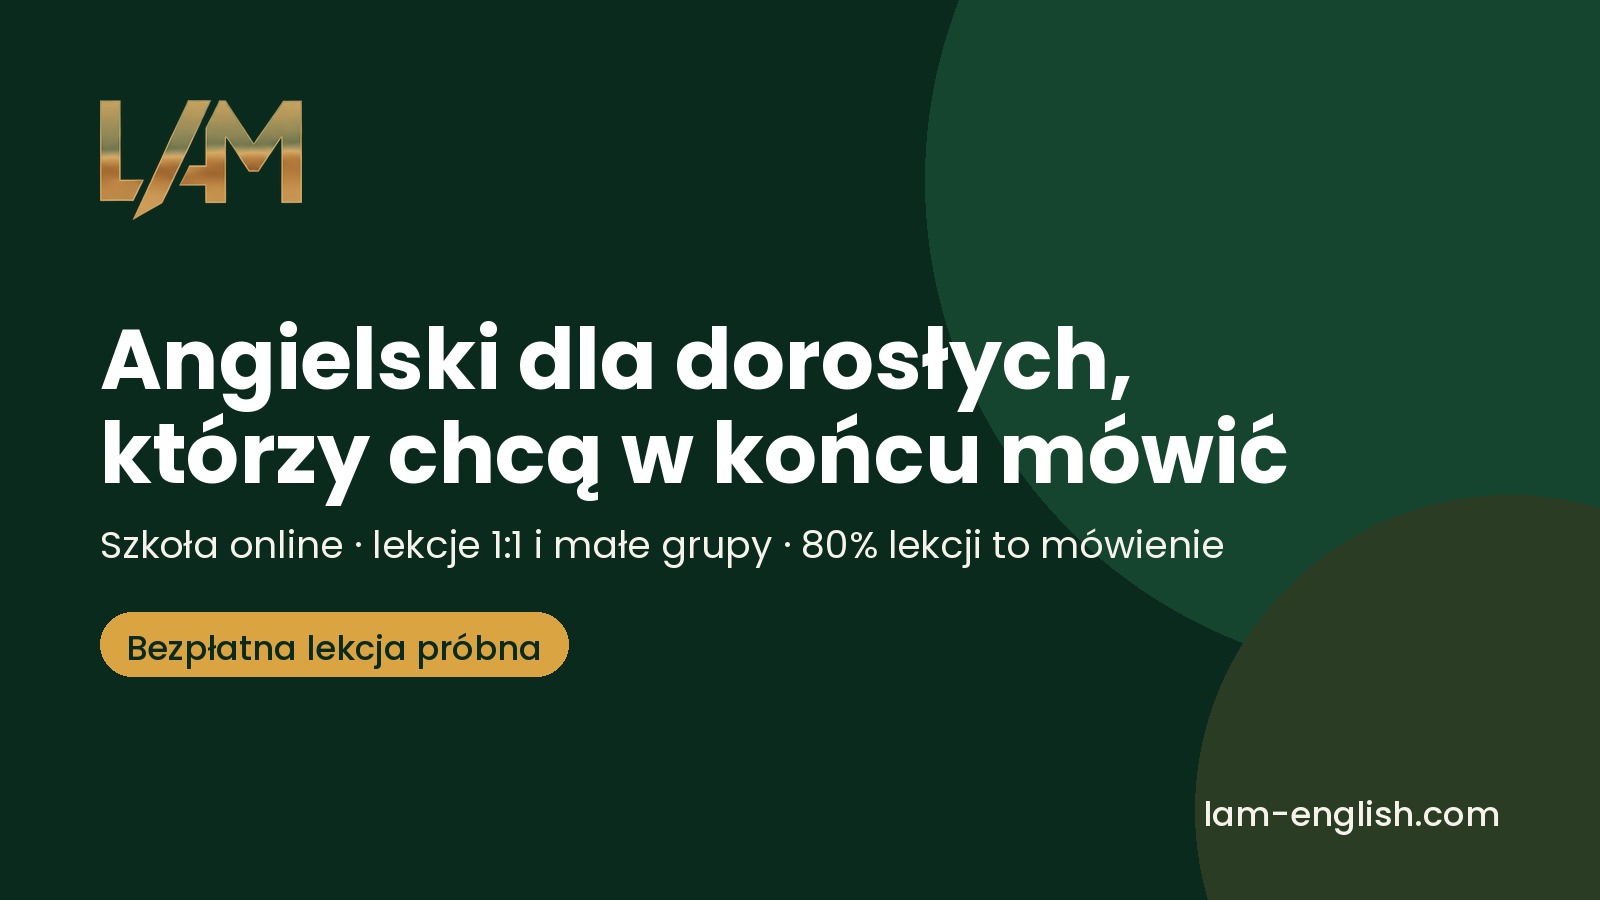 LAM
Angielski dla dorosłych,
którzy chcą w końcu mówić
Szkoła online · lekcje 1:1 i małe grupy · 80% lekcji to mówienie
Bezpłatna lekcja próbna
lam-english.com